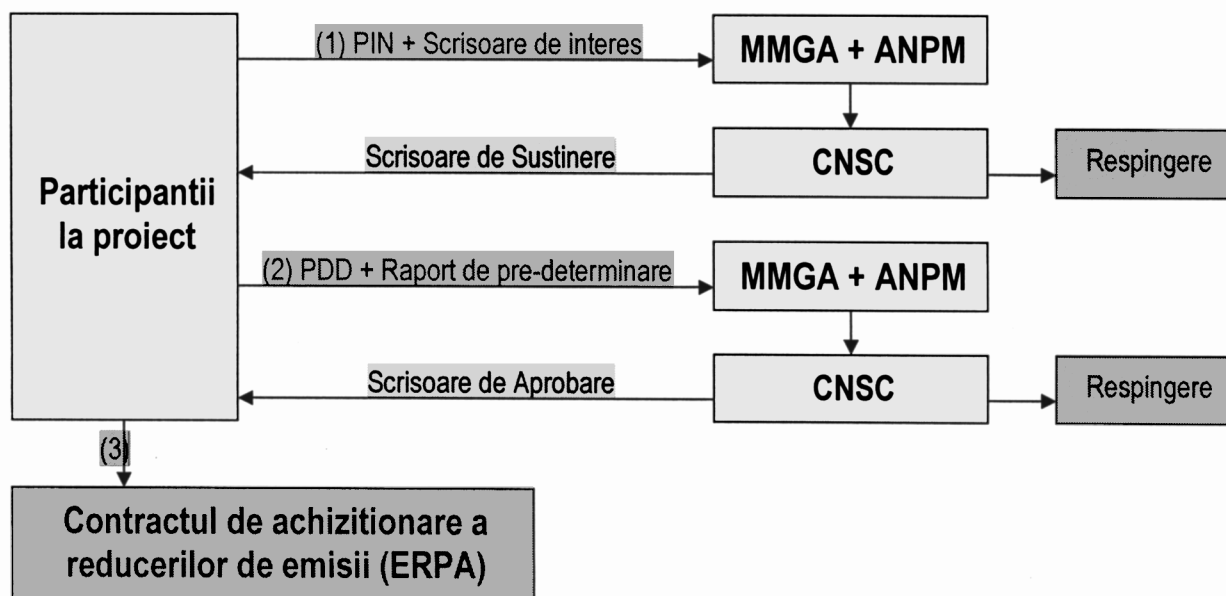 (1) PIN + Scrisoare de interes
MMGA + ANPM
Scrisoare de Sustinere
CNSC
Respingere
Participantii
la proiect
(2) PDD + Raport de pre-determinare
MMGA + ANPM
Scrisoare de Aprobare
CNSC
Respingere
(3)
Contractul de achizitionare a
reducerilor de emisii (ERPA)